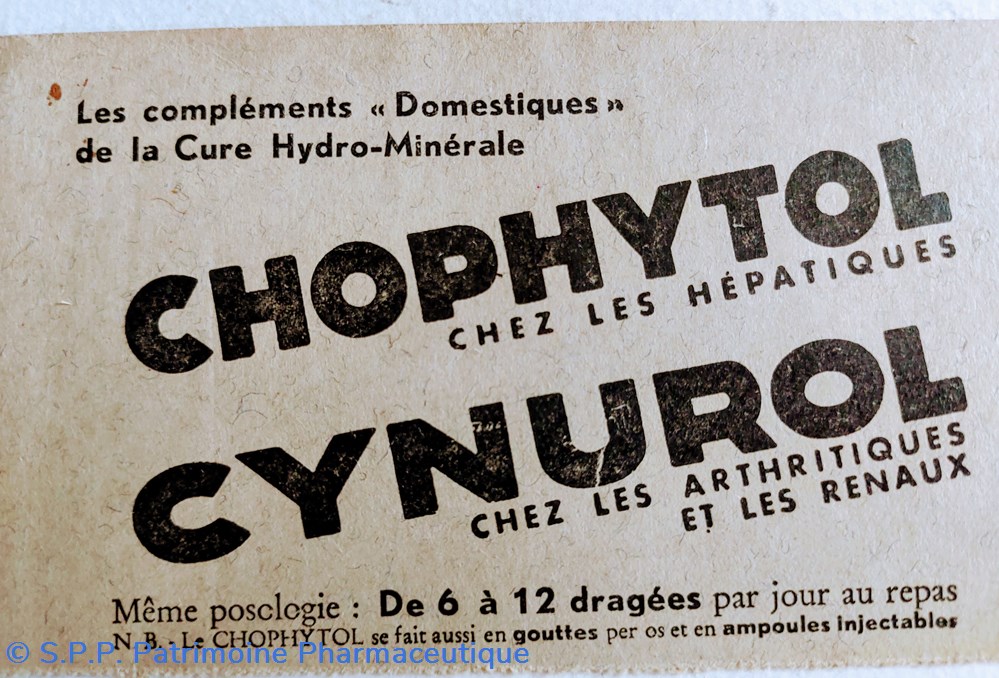 Les compléments « Domestiques »
de la Cure Hydro-Minérale
CHOPHYTOL
CHEZ LES HÉPATIQUES
CYNUROL
CHEZ LES ARTHRITIQUES
ET LES RENAUX
Même posologie : De 6 à 12 dragées par jour au repas
N. B. - Le CHOPHYTOL se fait aussi en gouttes per os et en ampoules injectables
© S.P.P. Patrimoine Pharmaceutique